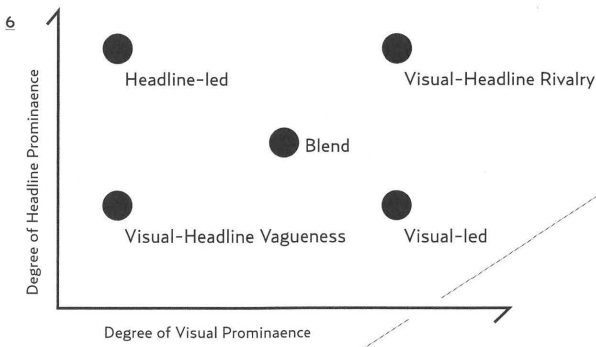 6
Headline-led
Visual-Headline Rivalry
Blend
Visual-Headline Vagueness
Visual-led
Degree of Headline Prominaence
Degree of Visual Prominaence